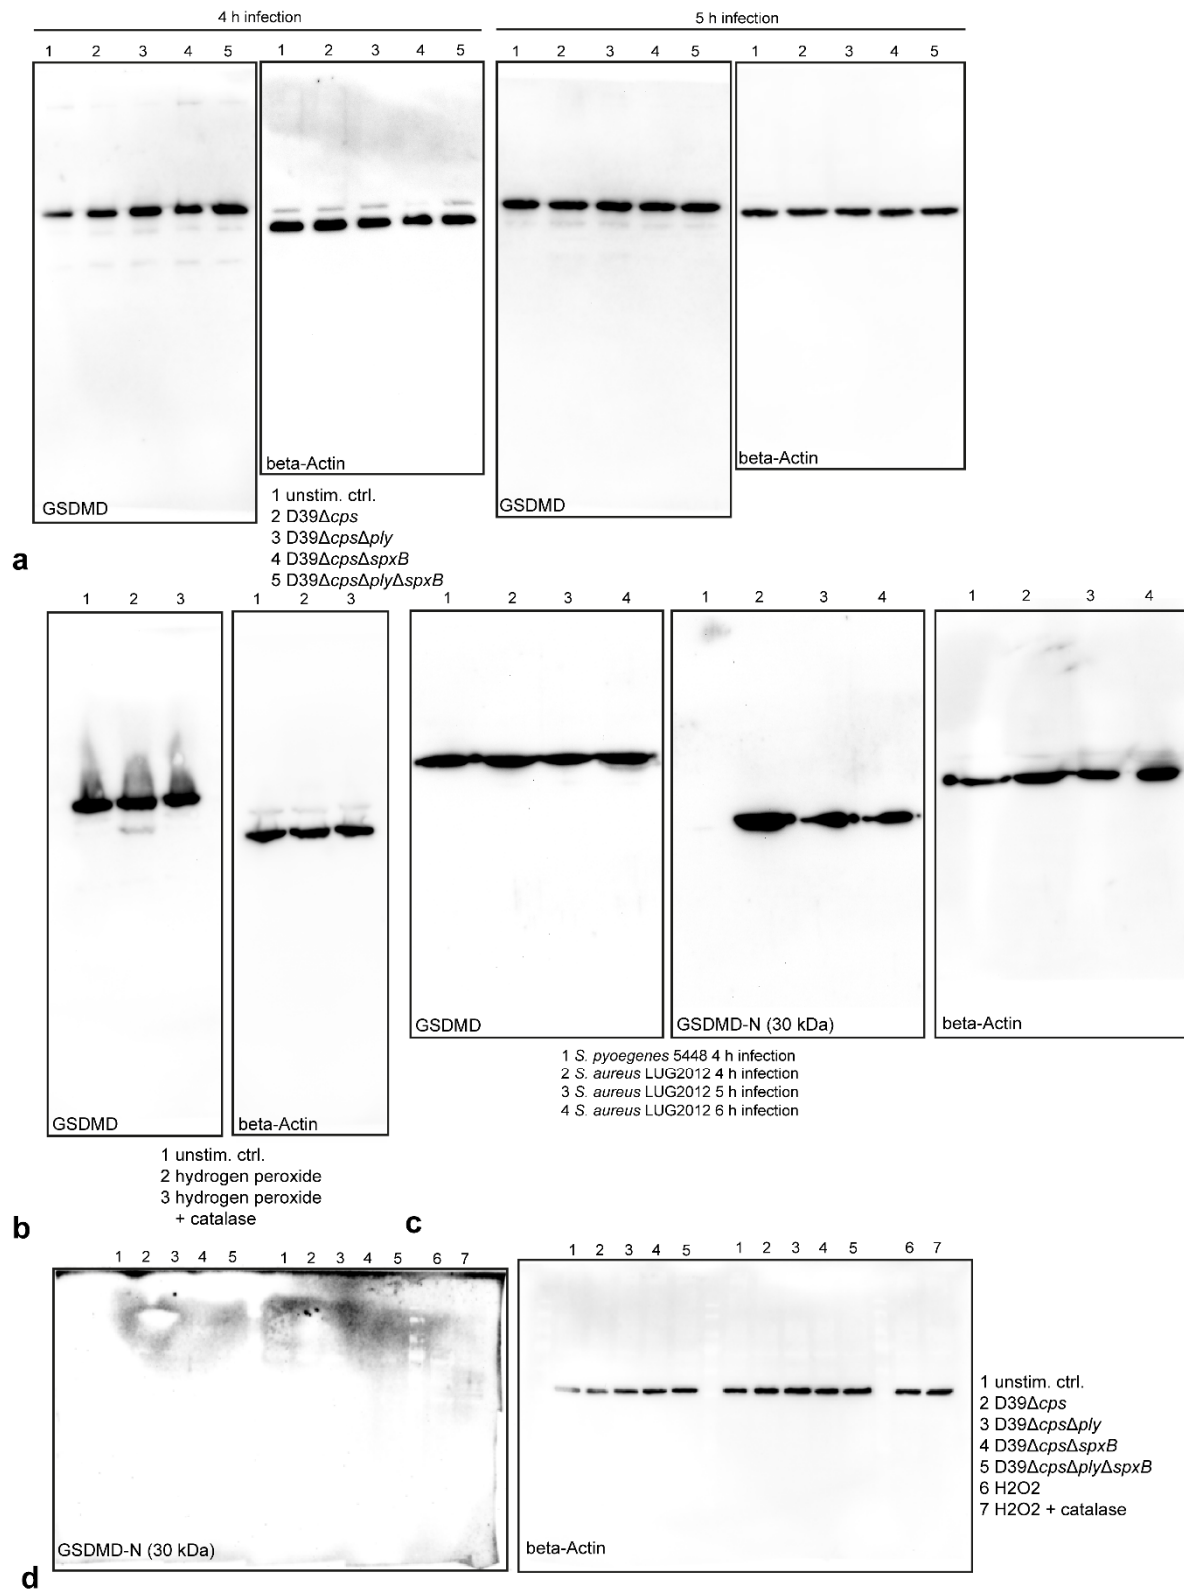 4 h infection
5 h infection
1 2 3 4 5
1 2 3 4 5
1 2 3 4 5
1 2 3 4 5
GSDMD
beta-Actin
GSDMD
beta-Actin
1 unstim. ctrl.
2 D39Δcps
3 D39ΔcpsΔply
4 D39ΔcpsΔspxB
5 D39ΔcpsΔplyΔspxB
a
1 2 3
1 2 3
1 2 3 4
1 2 3 4
1 2 3 4
GSDMD
beta-Actin
GSDMD
GSDMD-N (30 kDa)
beta-Actin
1 unstim. ctrl.
2 hydrogen peroxide
3 hydrogen peroxide
+ catalase
1 S. pyoegenes 5448 4 h infection
2 S. aureus LUG2012 4 h infection
3 S. aureus LUG2012 5 h infection
4 S. aureus LUG2012 6 h infection
b
c
1 2 3 4 5 1 2 3 4 5 6 7
1 2 3 4 5 1 2 3 4 5 6 7
GSDMD-N (30 kDa)
beta-Actin
1 unstim. ctrl.
2 D39Δcps
3 D39ΔcpsΔply
4 D39ΔcpsΔspxB
5 D39ΔcpsΔplyΔspxB
6 H2O2
7 H2O2 + catalase
d